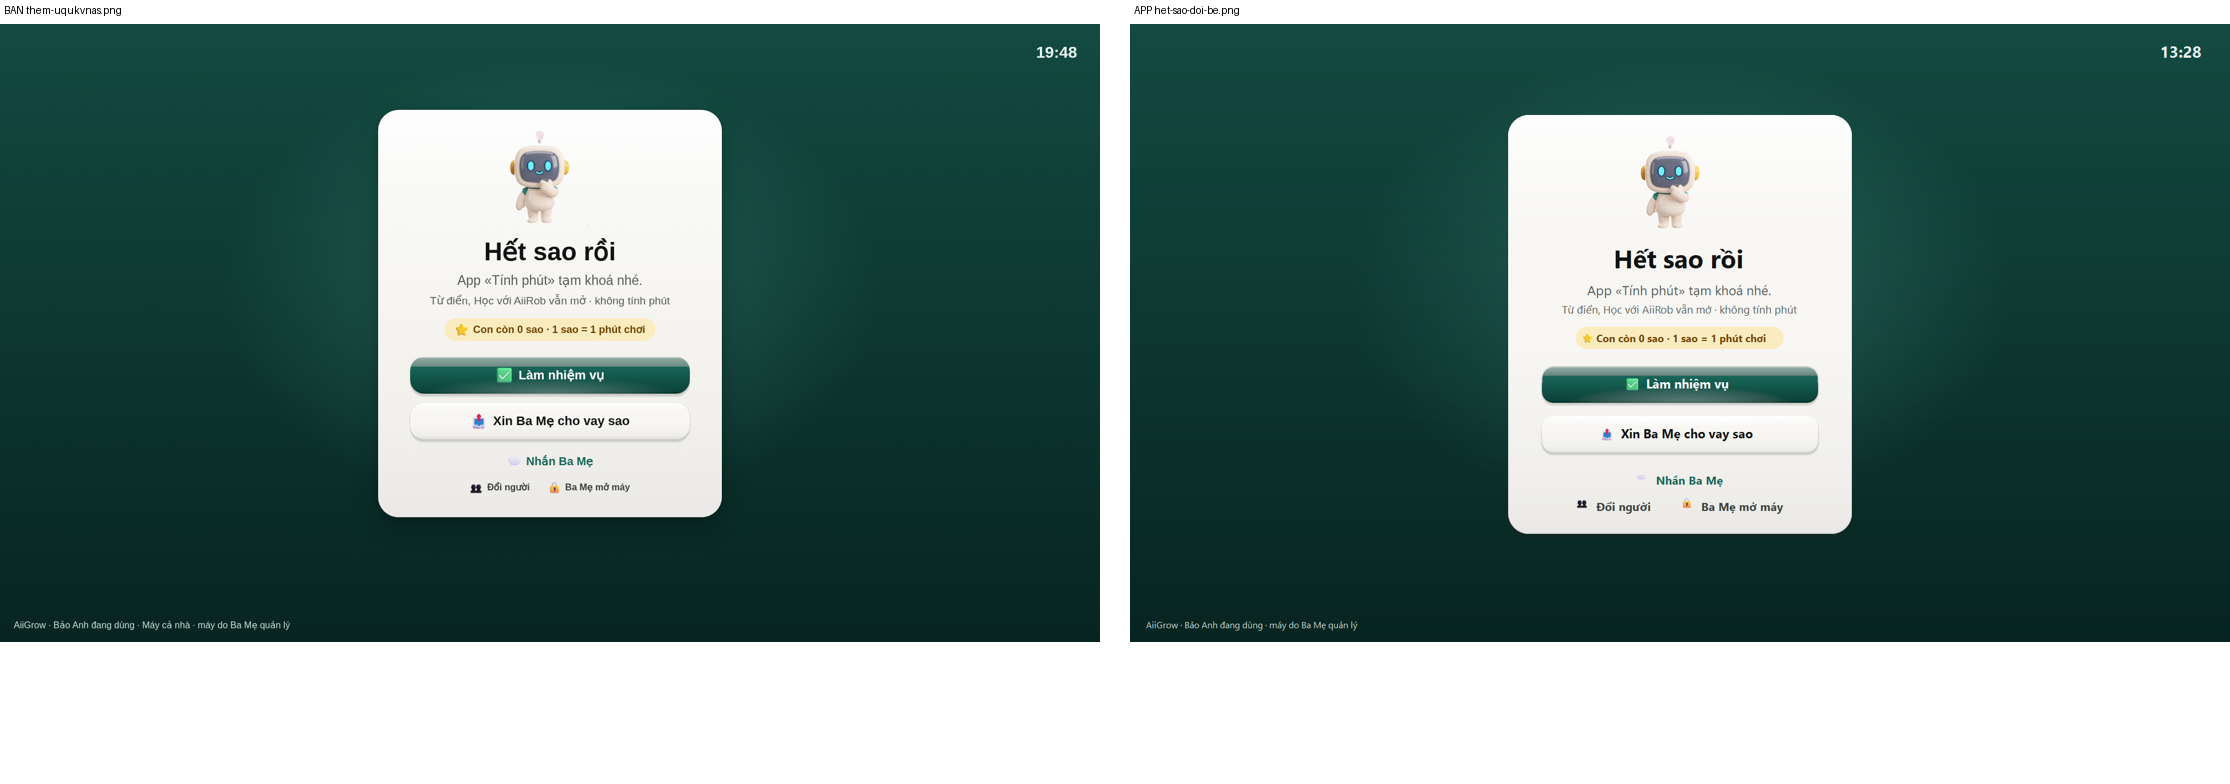 BAN them-uqukvnas.png
19:48
Hết sao rồi
App «Tính phút» tạm khoá nhé.
Từ điển, Học với AiiRob vẫn mở · không tính phút
Con còn 0 sao · 1 sao = 1 phút chơi
Làm nhiệm vụ
Xin Ba Mẹ cho vay sao
Nhắn Ba Mẹ
Đổi người
Ba Mẹ mở máy
AiiGrow · Bảo Anh đang dùng · Máy cả nhà · máy do Ba Mẹ quản lý
APP het-sao-doi-be.png
13:28
Hết sao rồi
App «Tính phút» tạm khoá nhé.
Từ điển, Học với AiiRob vẫn mở · không tính phút
Con còn 0 sao · 1 sao = 1 phút chơi
Làm nhiệm vụ
Xin Ba Mẹ cho vay sao
Nhắn Ba Mẹ
Đổi người
Ba Mẹ mở máy
AiiGrow · Bảo Anh đang dùng · máy do Ba Mẹ quản lý